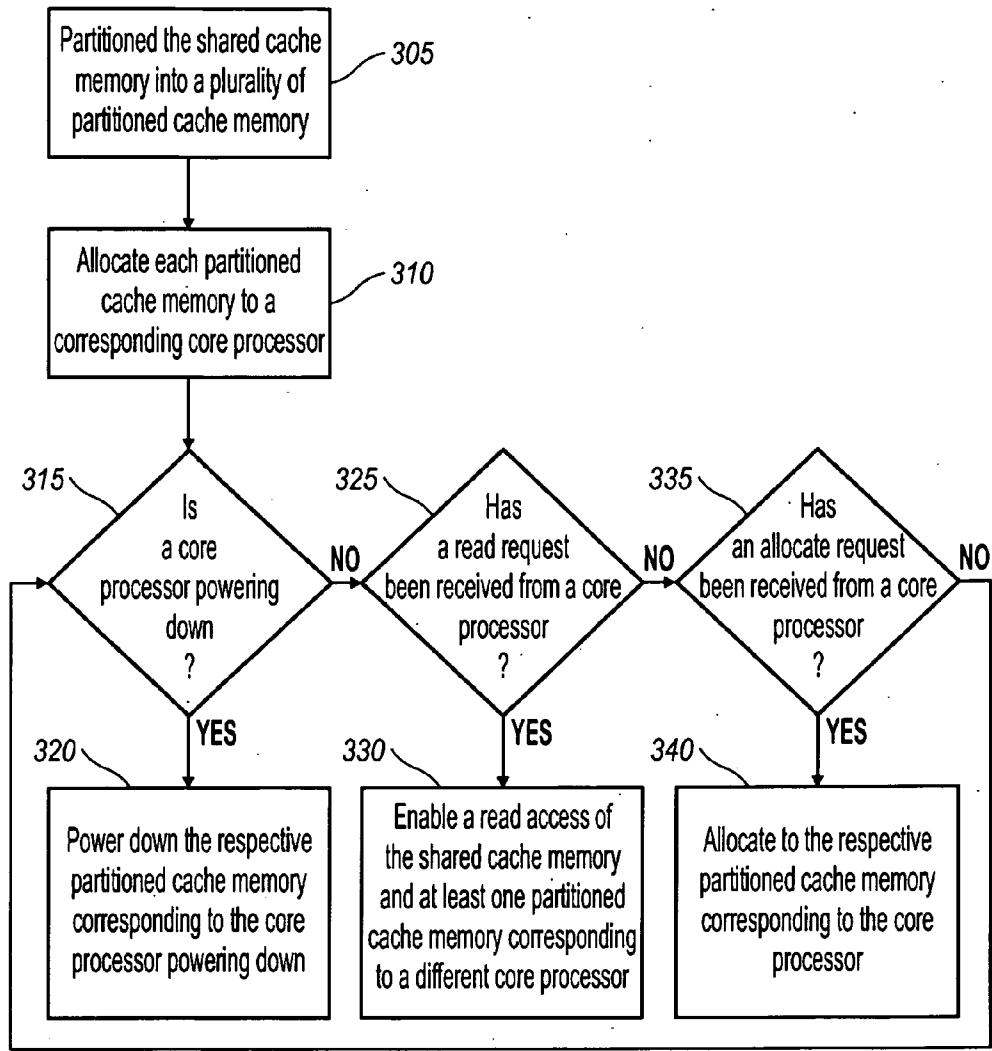 Partitioned the shared cache
memory into a plurality of
partitioned cache memory
305
Allocate each partitioned
cache memory to a
corresponding core processor
310
315
Is
a core
processor powering
down
?
NO
YES
325
Has
a read request
been received from a core
processor
?
NO
YES
335
Has
an allocate request
been received from a core
processor
?
NO
YES
320
Power down the respective
partitioned cache memory
corresponding to the core
processor powering down
330
Enable a read access of
the shared cache memory
and at least one partitioned
cache memory corresponding
to a different core processor
340
Allocate to the respective
partitioned cache memory
corresponding to the core
processor